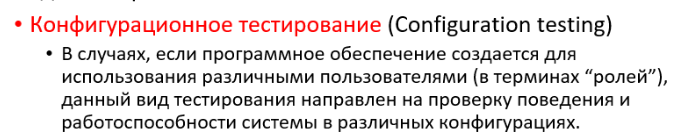 • Конфигурационное тестирование (Configuration testing)
• В случаях, если программное обеспечение создается для
использования различными пользователями (в терминах “ролей”),
данный вид тестирования направлен на проверку поведения и
работоспособности системы в различных конфигурациях.